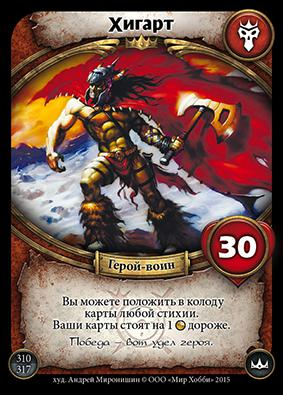 Хигарт
30
Герой-воин
Вы можете положить в колоду
карты любой стихии.
Ваши карты стоят на 1 дороже.
Победа – вот удел героя.
310
317
худ. Андрей Миронишин © ООО «Мир Хобби» 2015